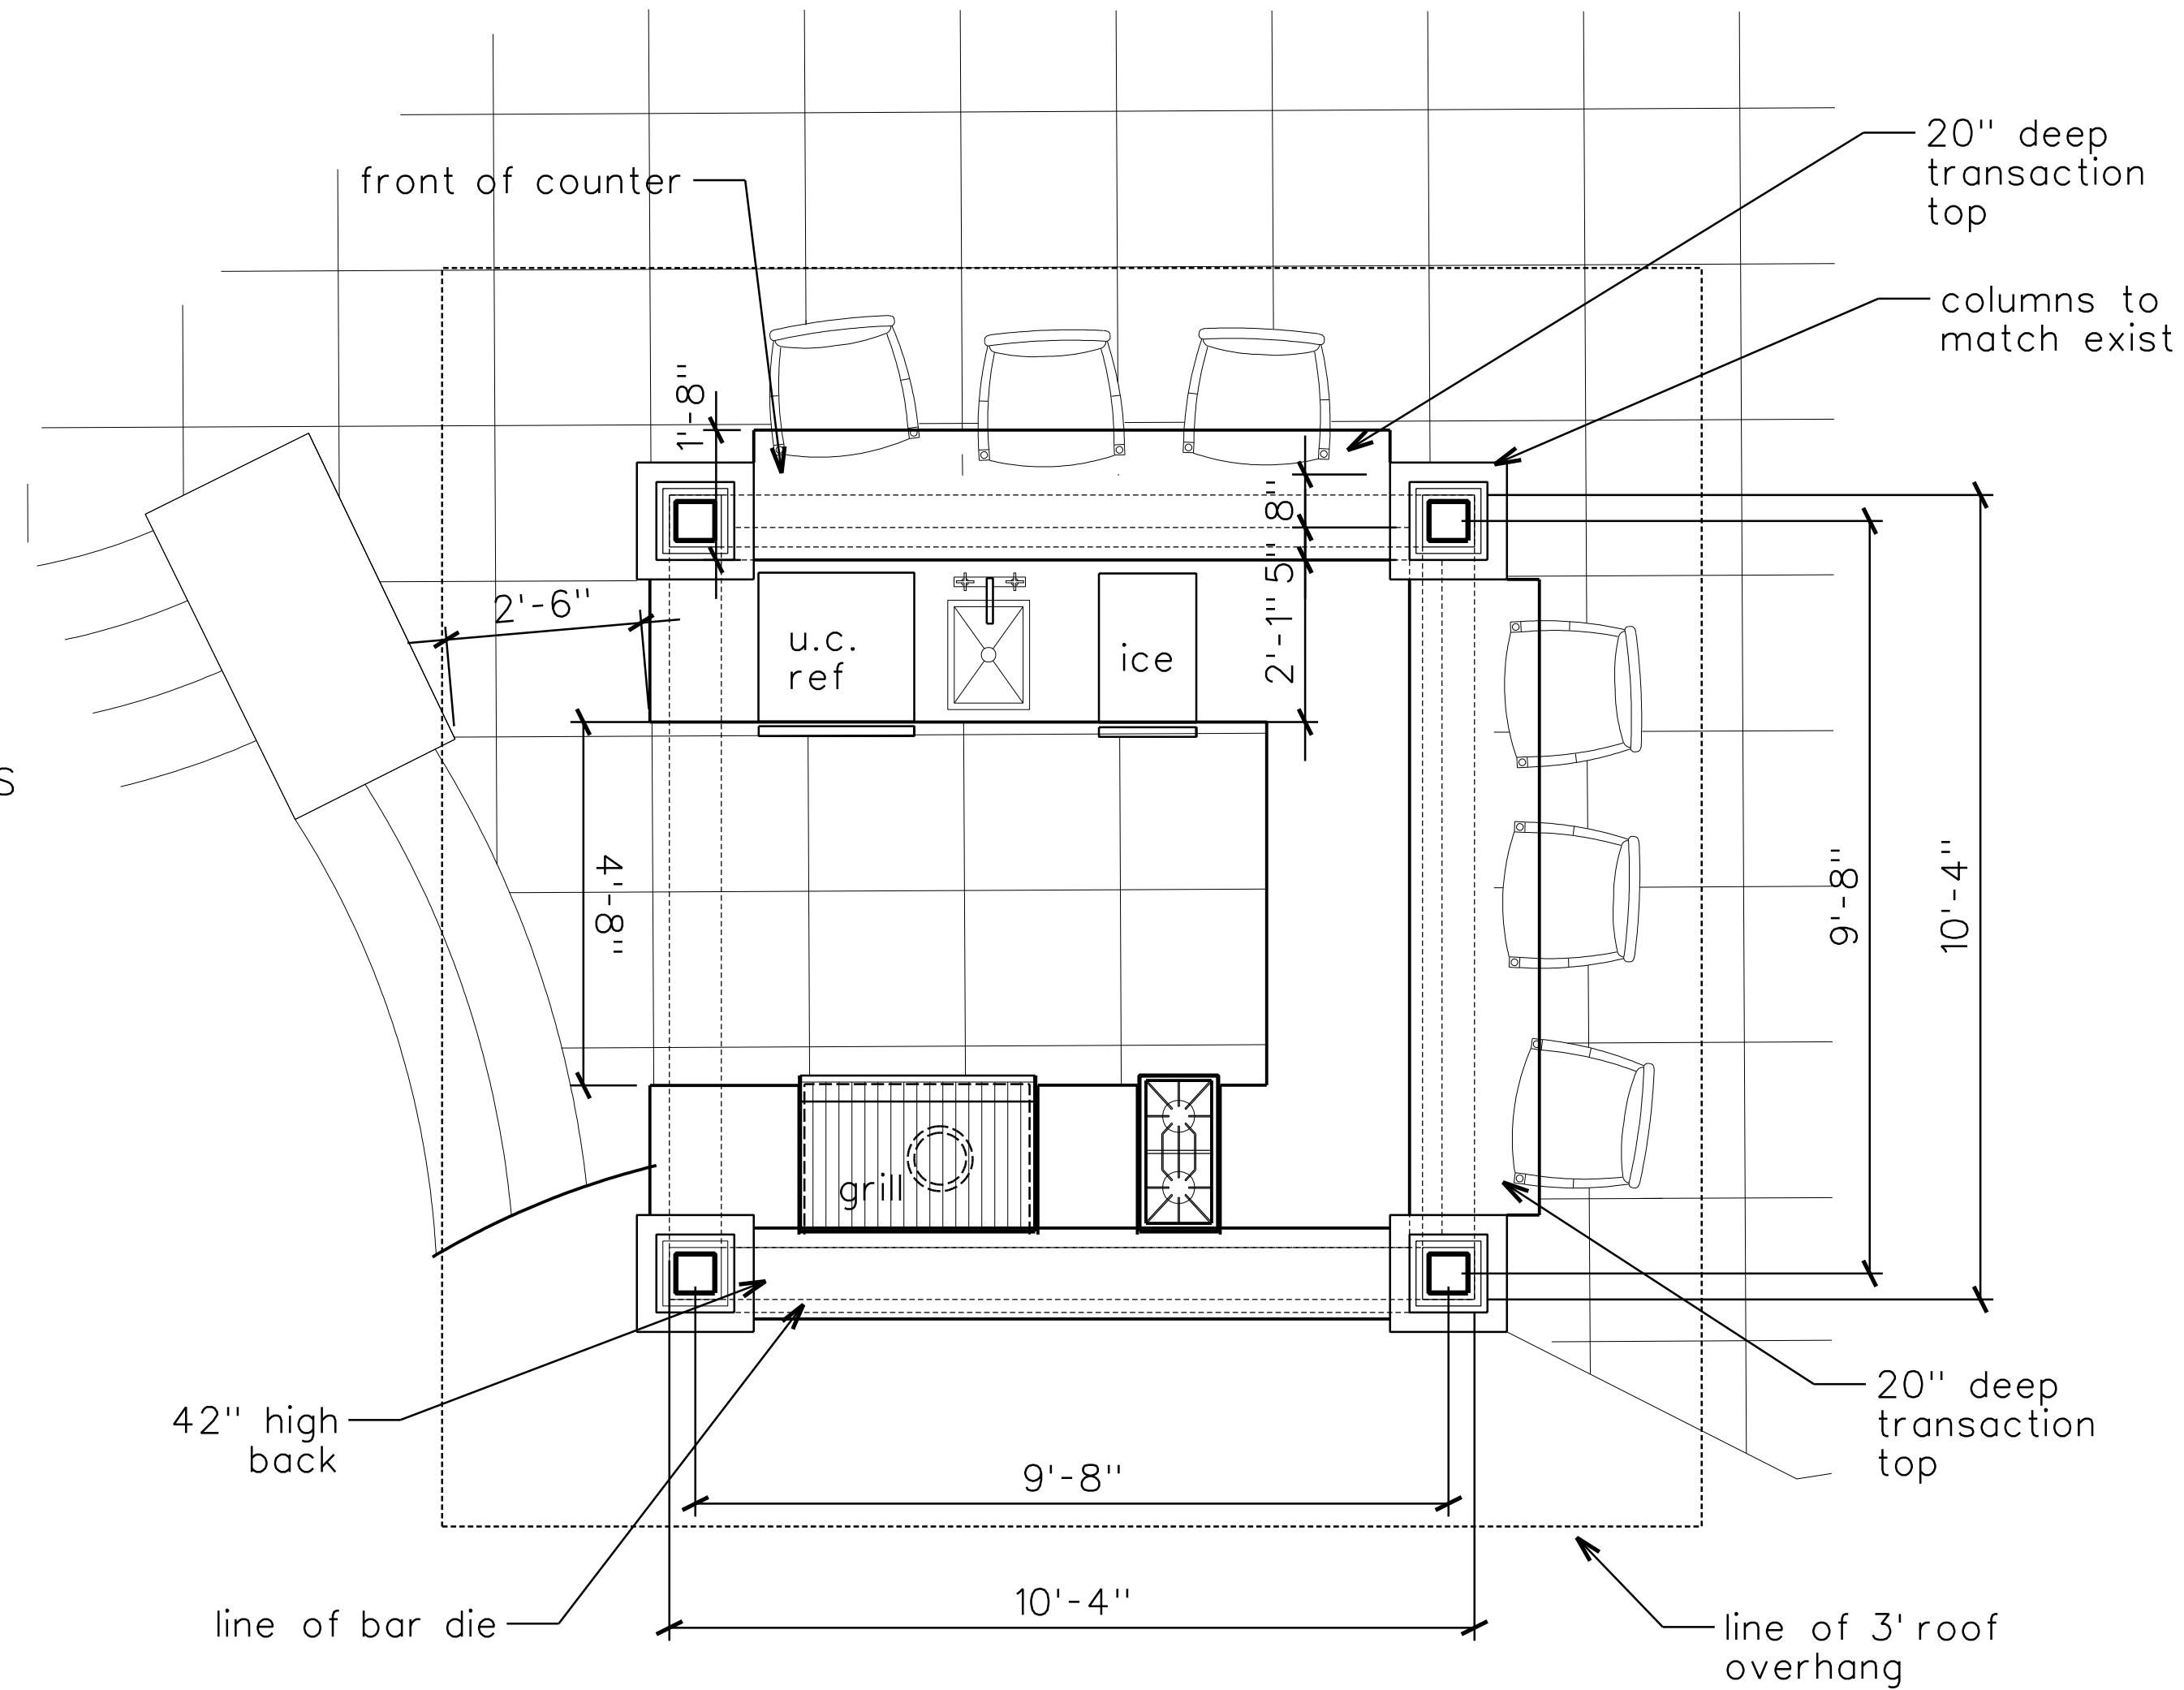 20" deep
transaction
top
front of counter
columns to
match exist
1'-8"
8"
5"
2'-1"
2'-6"
u.c.
ref
ice
S
4'-8"
9'-8"
10'-4"
grill
20" deep
transaction
top
42" high
back
9'-8"
10'-4"
line of bar die
line of 3' roof
overhang